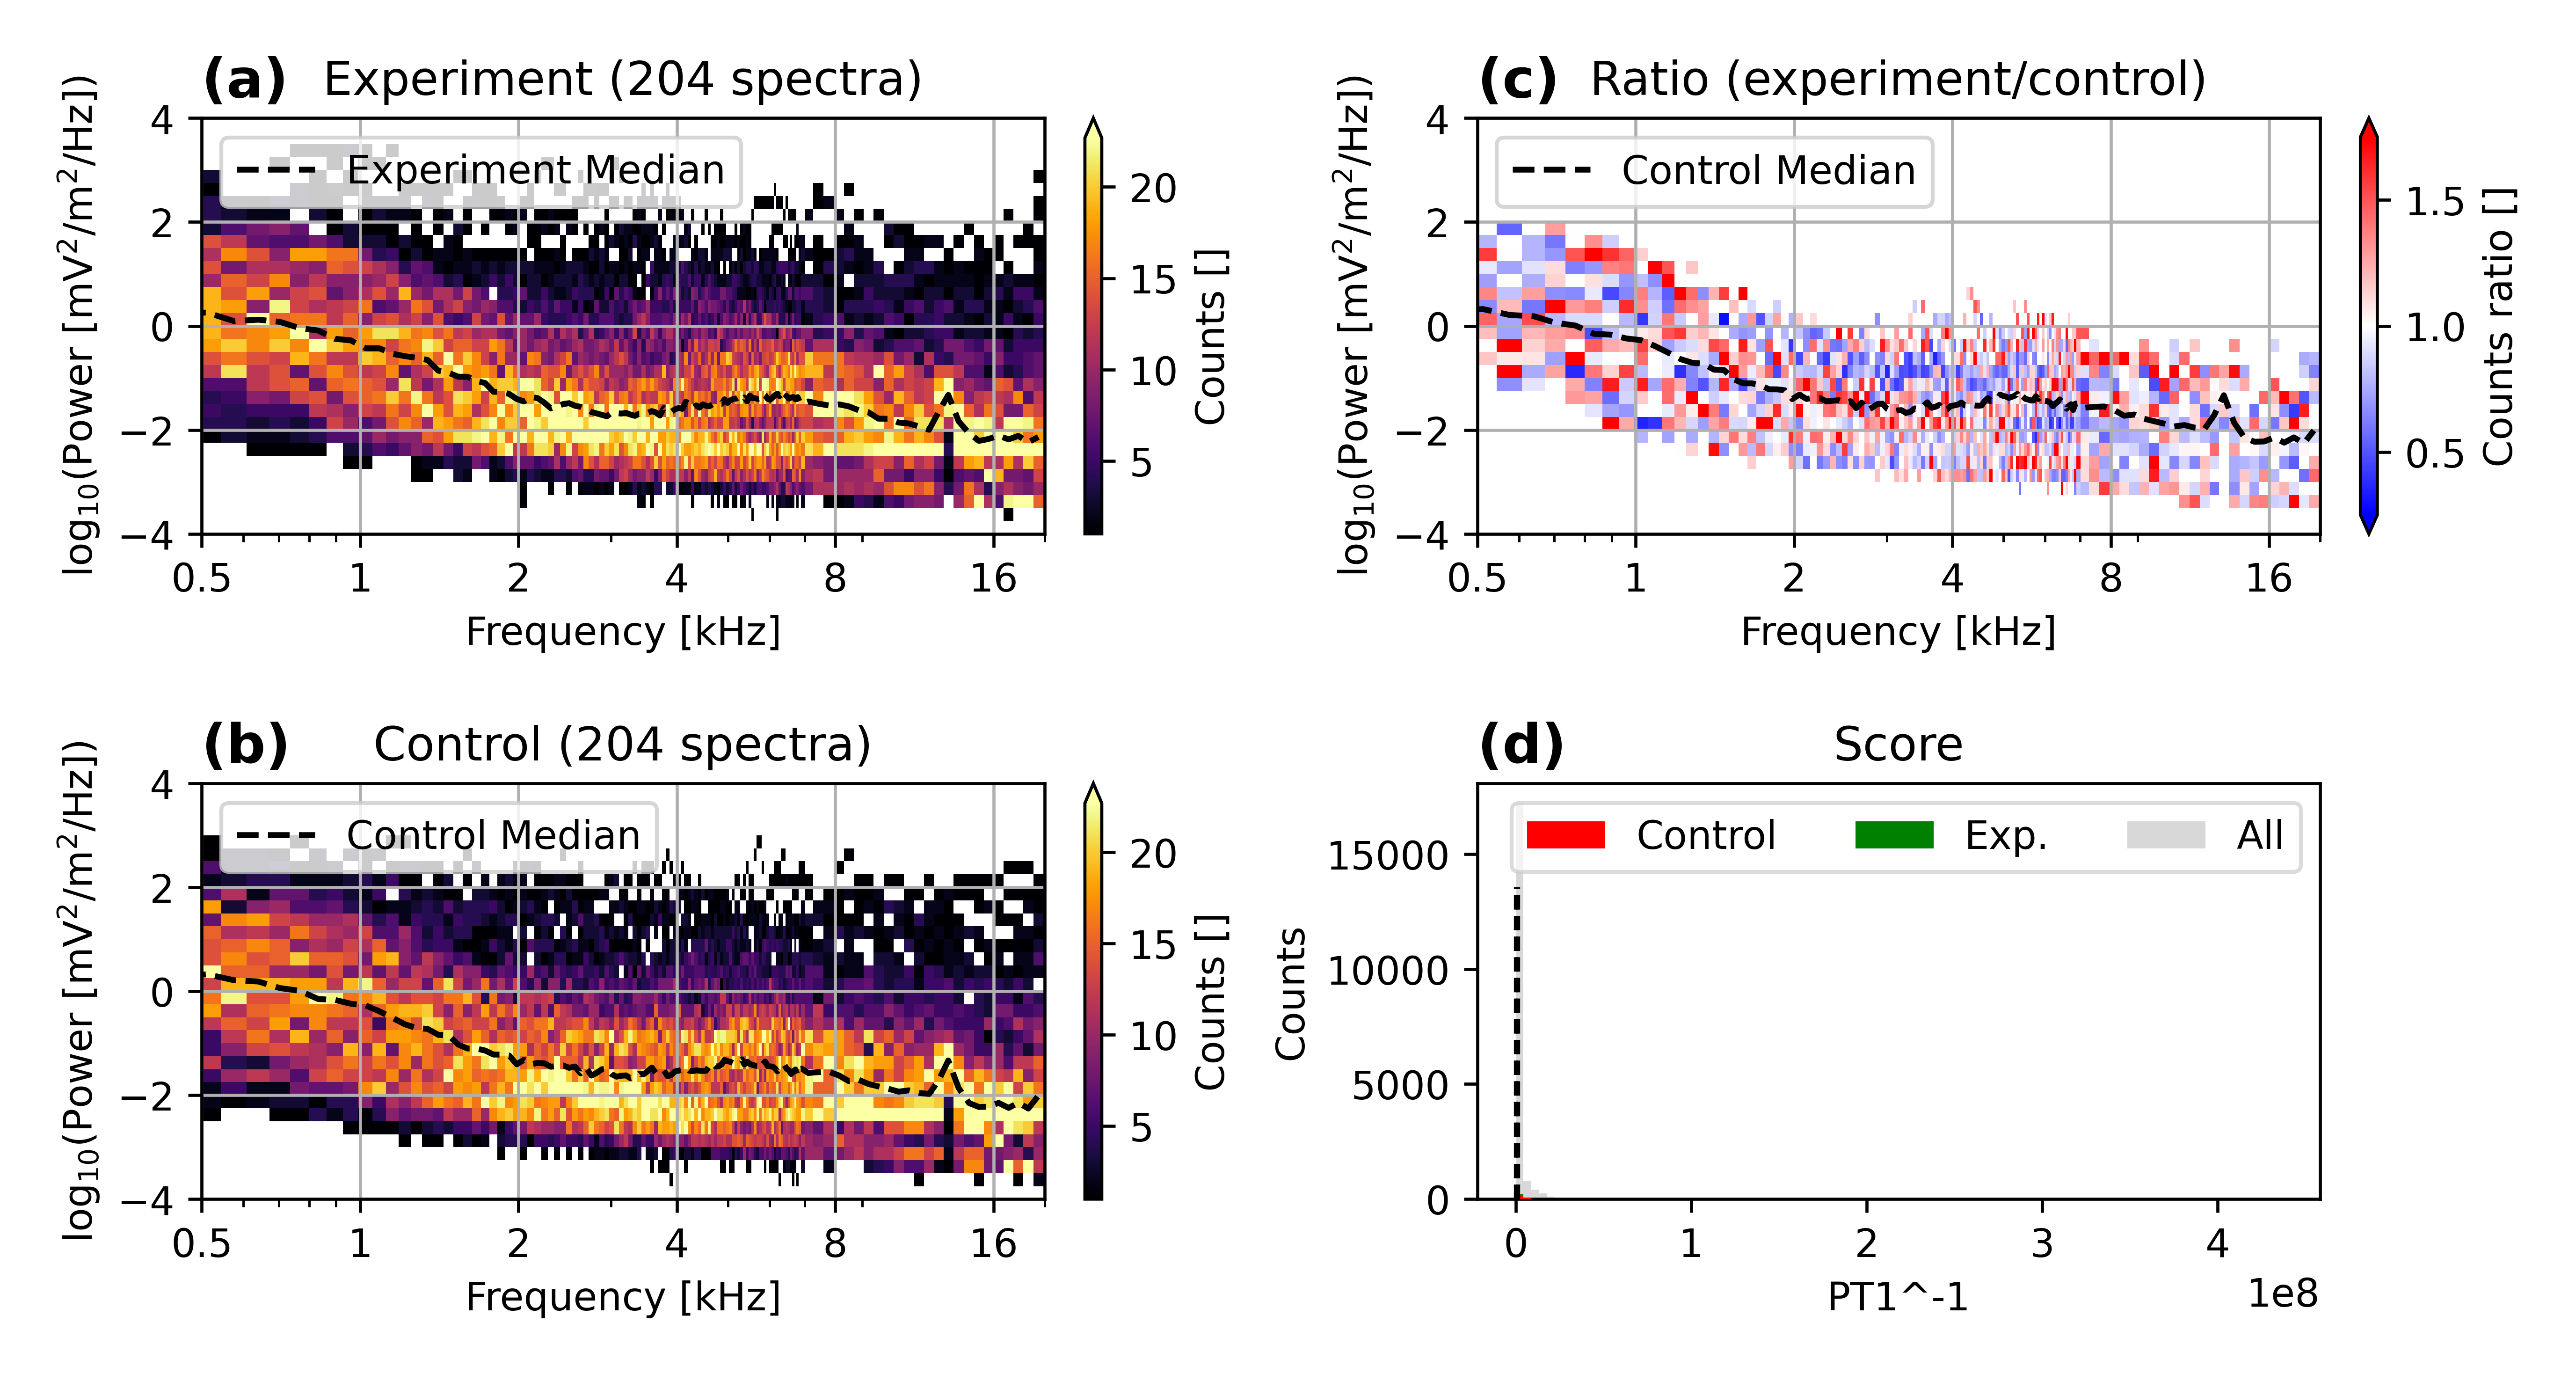 (a) Experiment (204 spectra)
log₁₀(Power [mV²/m²/Hz])
4
2
0
−2
−4
Experiment Median
0.5 1 2 4 8 16
Frequency [kHz]
20
15
10
5
Counts []
(c) Ratio (experiment/control)
log₁₀(Power [mV²/m²/Hz])
4
2
0
−2
−4
Control Median
0.5 1 2 4 8 16
Frequency [kHz]
1.5
1.0
0.5
Counts ratio []
(b) Control (204 spectra)
log₁₀(Power [mV²/m²/Hz])
4
2
0
−2
−4
Control Median
0.5 1 2 4 8 16
Frequency [kHz]
20
15
10
5
Counts []
(d) Score
Counts
15000
10000
5000
0
Control Exp. All
0 1 2 3 4
1e8
PT1^-1